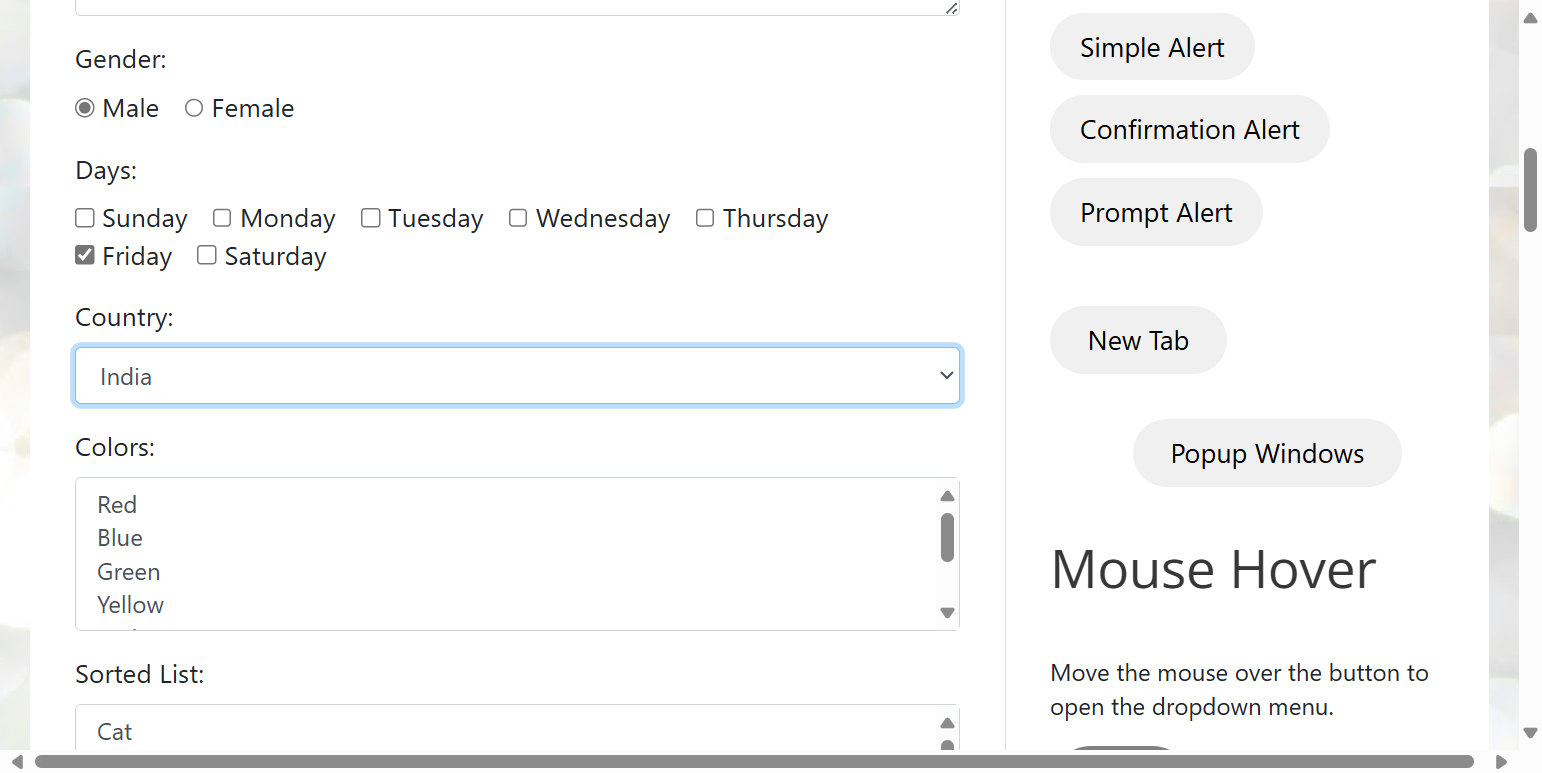 Gender:
Male Female
Days:
Sunday Monday Tuesday Wednesday Thursday
Friday Saturday
Country:
India
Colors:
Red
Blue
Green
Yellow
Sorted List:
Cat
Simple Alert
Confirmation Alert
Prompt Alert
New Tab
Popup Windows
Mouse Hover
Move the mouse over the button to
open the dropdown menu.